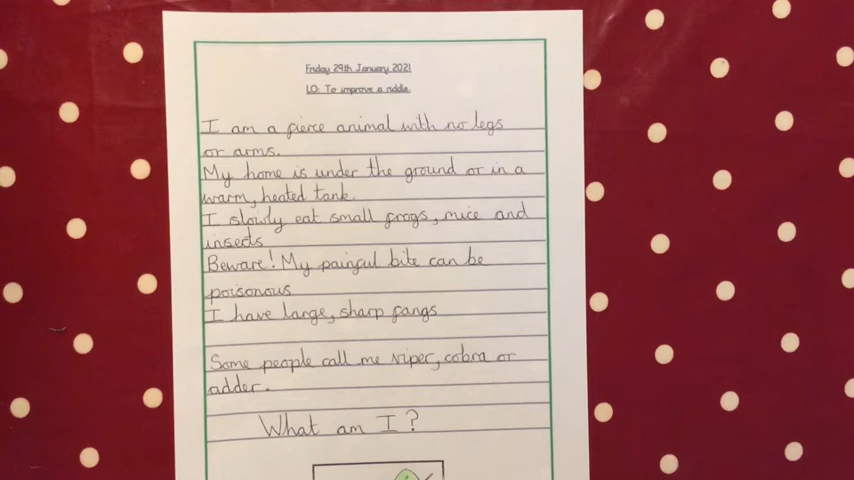 Friday 29th January 2021
LO: To improve a riddle.
I am a fierce animal with no legs
or arms.
My home is under the ground or in a
warm, heated tank.
I slowly eat small frogs, mice and
insects
Beware! My painful bite can be
poisonous
I have large, sharp fangs
Some people call me viper, cobra or
adder.
What am I?